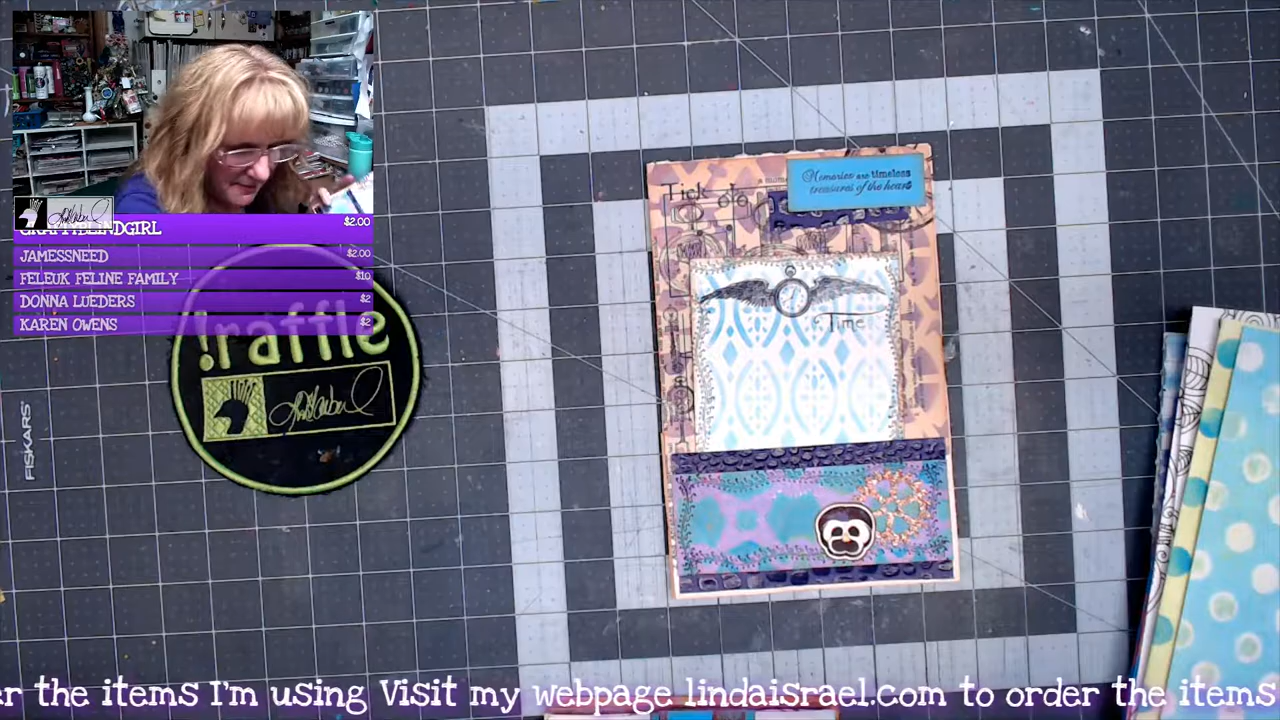 CRAFTYBLINDGIRL $2.00
JAMESSNEED $2.00
FELEUK FELINE FAMILY $10
DONNA LUEDERS $2
KAREN OWENS $2
!raffle
FISKARS
Tick
Memories are timeless
treasures of the heart
Time
er the items I'm using Visit my webpage lindaisrael.com to order the items